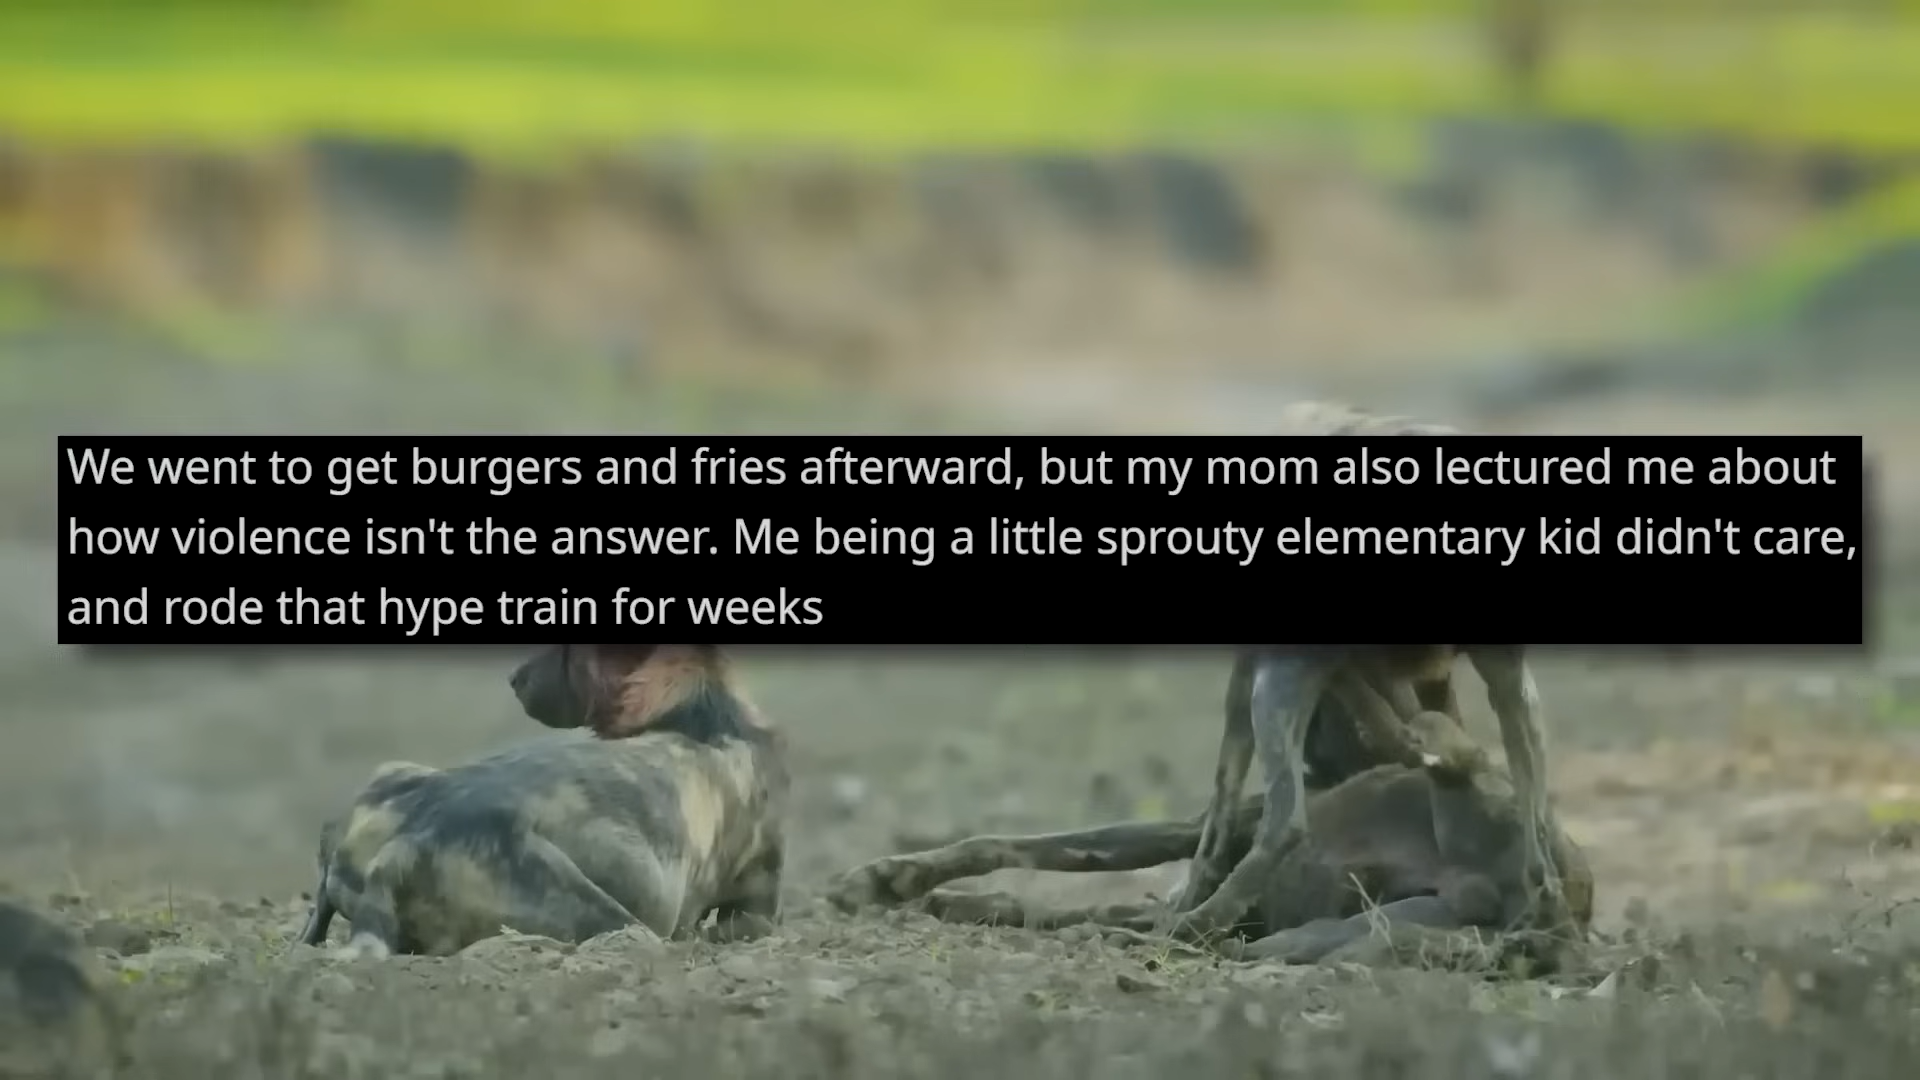 We went to get burgers and fries afterward, but my mom also lectured me about
how violence isn't the answer. Me being a little sprouty elementary kid didn't care,
and rode that hype train for weeks